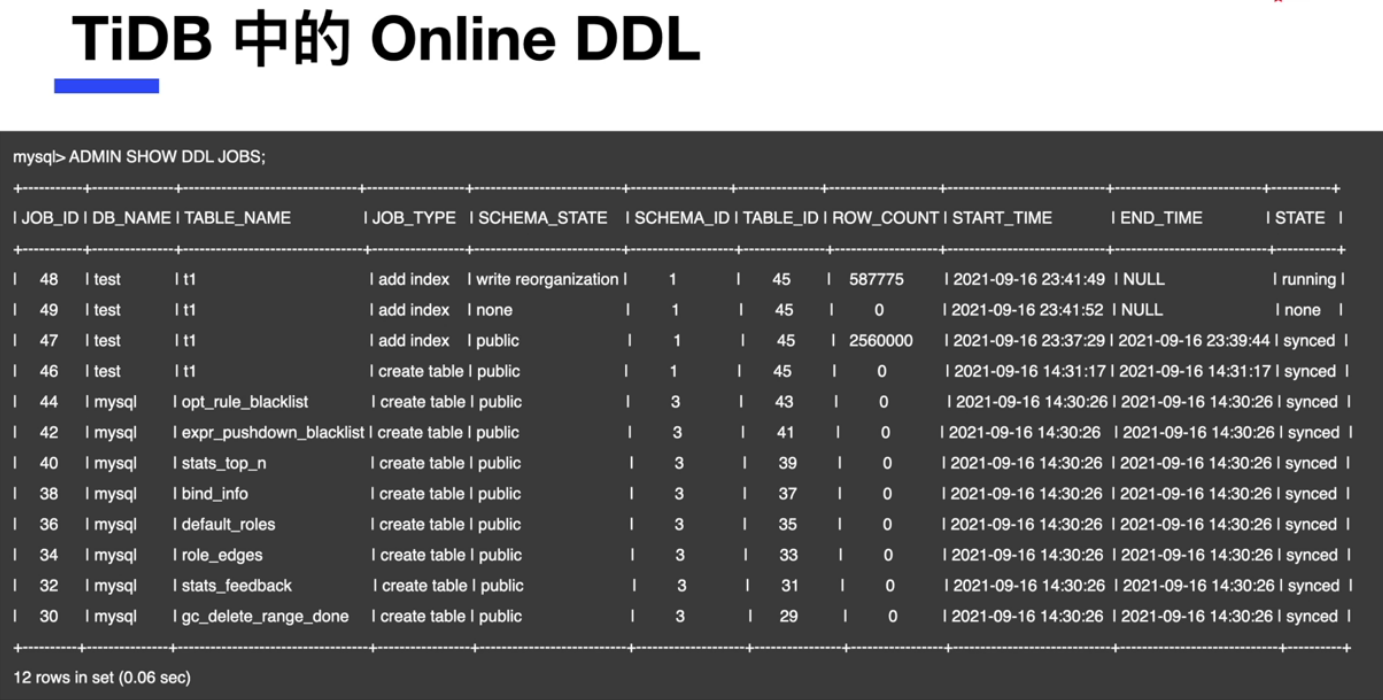 TiDB 中的 Online DDL
mysql> ADMIN SHOW DDL JOBS;
+-----------+---------------+-------------------------------+------------------+---------------------------+------------------+---------------+-------------------+----------------------------+---------------------------+-----------+
| JOB_ID | DB_NAME | TABLE_NAME | JOB_TYPE | SCHEMA_STATE | SCHEMA_ID | TABLE_ID | ROW_COUNT | START_TIME | END_TIME | STATE |
+-----------+---------------+-------------------------------+------------------+---------------------------+------------------+---------------+-------------------+----------------------------+---------------------------+-----------+
| 48 | test | t1 | add index | write reorganization | 1 | 45 | 587775 | 2021-09-16 23:41:49 | NULL | running |
| 49 | test | t1 | add index | none | 1 | 45 | 0 | 2021-09-16 23:41:52 | NULL | none |
| 47 | test | t1 | add index | public | 1 | 45 | 2560000 | 2021-09-16 23:37:29 | 2021-09-16 23:39:44 | synced |
| 46 | test | t1 | create table | public | 1 | 45 | 0 | 2021-09-16 14:31:17 | 2021-09-16 14:31:17 | synced |
| 44 | mysql | opt_rule_blacklist | create table | public | 3 | 43 | 0 | 2021-09-16 14:30:26 | 2021-09-16 14:30:26 | synced |
| 42 | mysql | expr_pushdown_blacklist | create table | public | 3 | 41 | 0 | 2021-09-16 14:30:26 | 2021-09-16 14:30:26 | synced |
| 40 | mysql | stats_top_n | create table | public | 3 | 39 | 0 | 2021-09-16 14:30:26 | 2021-09-16 14:30:26 | synced |
| 38 | mysql | bind_info | create table | public | 3 | 37 | 0 | 2021-09-16 14:30:26 | 2021-09-16 14:30:26 | synced |
| 36 | mysql | default_roles | create table | public | 3 | 35 | 0 | 2021-09-16 14:30:26 | 2021-09-16 14:30:26 | synced |
| 34 | mysql | role_edges | create table | public | 3 | 33 | 0 | 2021-09-16 14:30:26 | 2021-09-16 14:30:26 | synced |
| 32 | mysql | stats_feedback | create table | public | 3 | 31 | 0 | 2021-09-16 14:30:26 | 2021-09-16 14:30:26 | synced |
| 30 | mysql | gc_delete_range_done | create table | public | 3 | 29 | 0 | 2021-09-16 14:30:26 | 2021-09-16 14:30:26 | synced |
+-----------+---------------+-------------------------------+------------------+---------------------------+------------------+---------------+-------------------+----------------------------+---------------------------+-----------+
12 rows in set (0.06 sec)